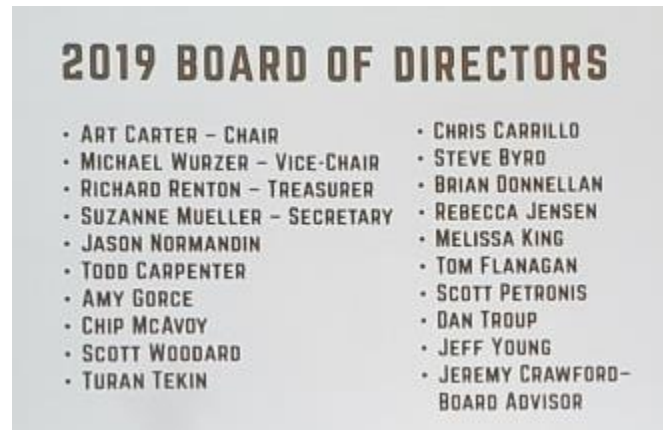 2019 BOARD OF DIRECTORS
• ART CARTER – CHAIR
• MICHAEL WURZER – VICE-CHAIR
• RICHARD RENTON – TREASURER
• SUZANNE MUELLER – SECRETARY
• JASON NORMANDIN
• TODD CARPENTER
• AMY GORCE
• CHIP MCAVOY
• SCOTT WOODARD
• TURAN TEKIN
• CHRIS CARRILLO
• STEVE BYRD
• BRIAN DONNELLAN
• REBECCA JENSEN
• MELISSA KING
• TOM FLANAGAN
• SCOTT PETRONIS
• DAN TROUP
• JEFF YOUNG
• JEREMY CRAWFORD–
BOARD ADVISOR